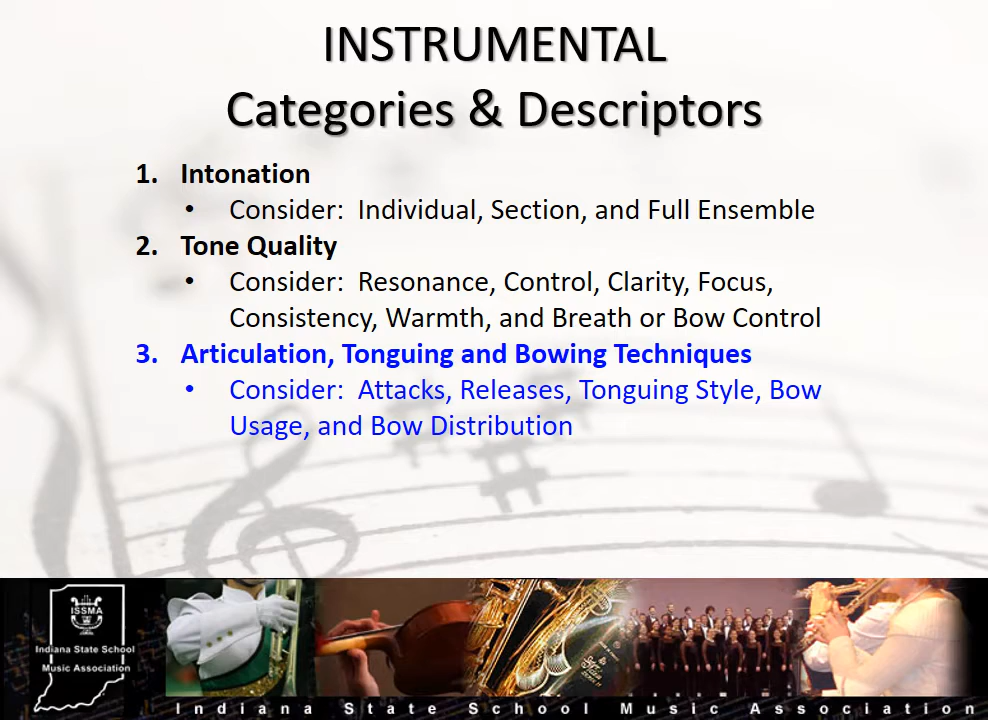 INSTRUMENTAL
Categories & Descriptors
1. Intonation
• Consider: Individual, Section, and Full Ensemble
2. Tone Quality
• Consider: Resonance, Control, Clarity, Focus,
Consistency, Warmth, and Breath or Bow Control
3. Articulation, Tonguing and Bowing Techniques
• Consider: Attacks, Releases, Tonguing Style, Bow
Usage, and Bow Distribution
ISSMA
Indiana State School
Music Association
Indiana State School Music Association